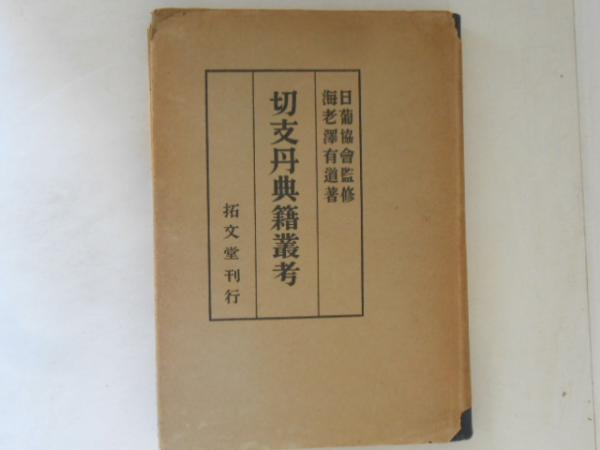 日葡協會監修
海老澤有道著
切支丹典籍叢考
拓文堂刊行